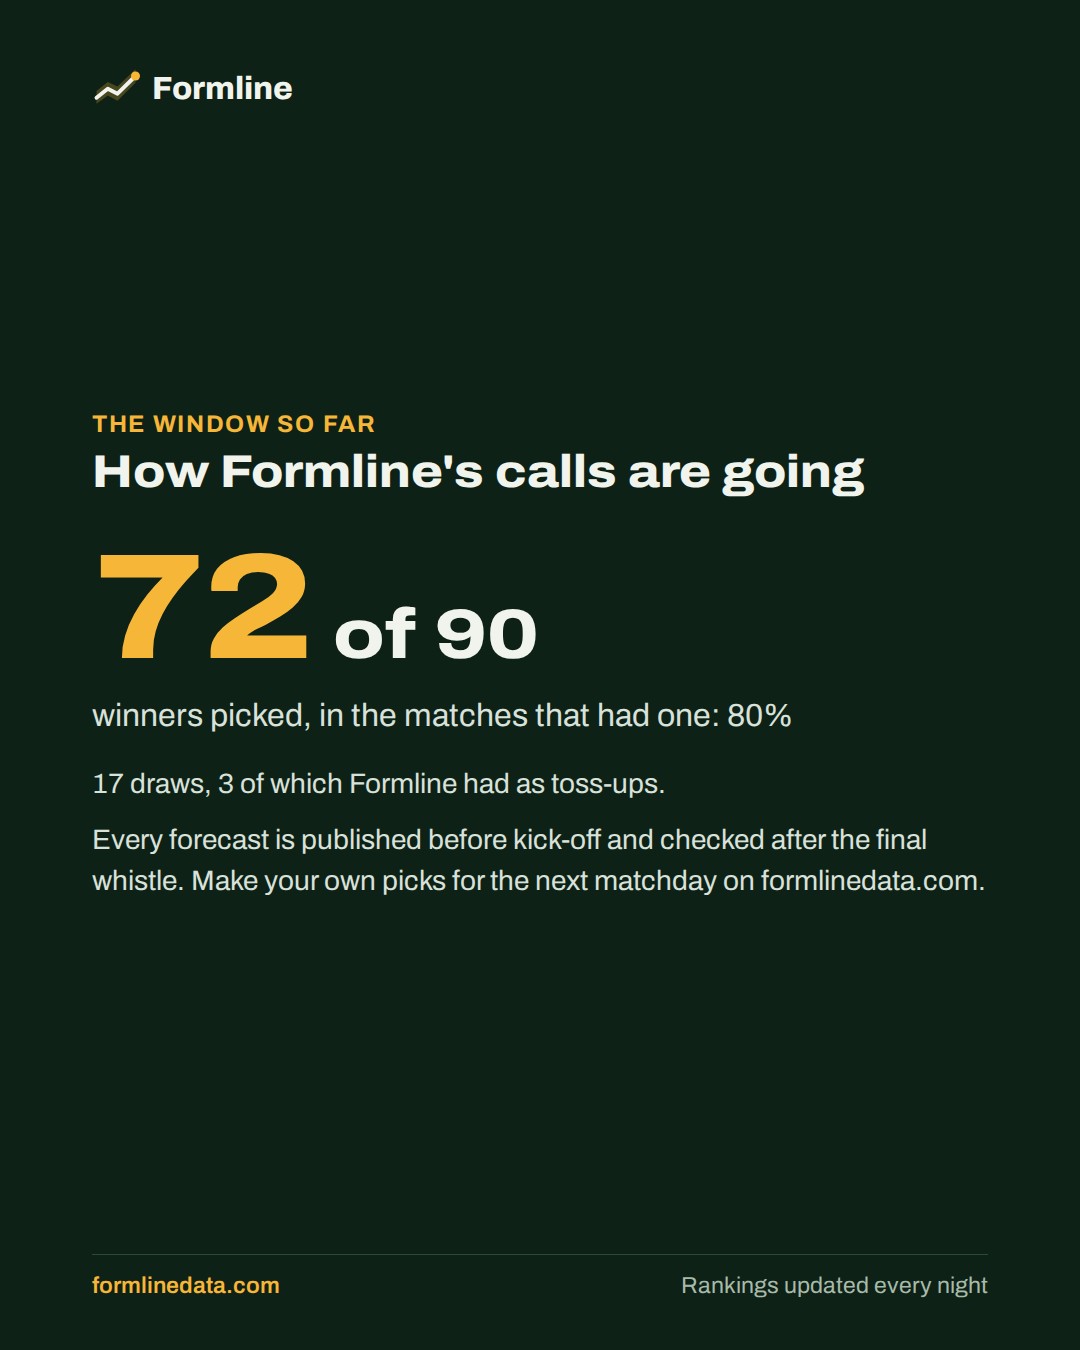 Formline
THE WINDOW SO FAR
How Formline's calls are going
72 of 90
winners picked, in the matches that had one: 80%
17 draws, 3 of which Formline had as toss-ups.
Every forecast is published before kick-off and checked after the final
whistle. Make your own picks for the next matchday on formlinedata.com.
formlinedata.com
Rankings updated every night